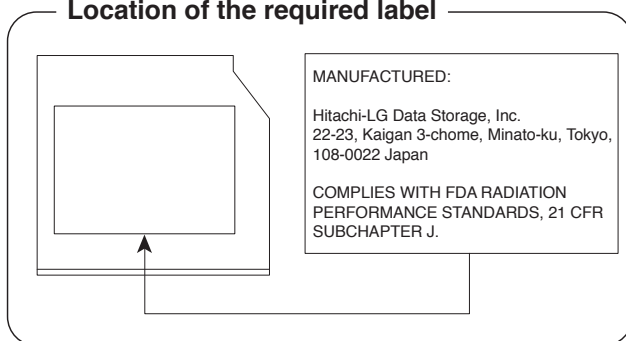 Location of the required label
MANUFACTURED:
Hitachi-LG Data Storage, Inc.
22-23, Kaigan 3-chome, Minato-ku, Tokyo,
108-0022 Japan
COMPLIES WITH FDA RADIATION
PERFORMANCE STANDARDS, 21 CFR
SUBCHAPTER J.